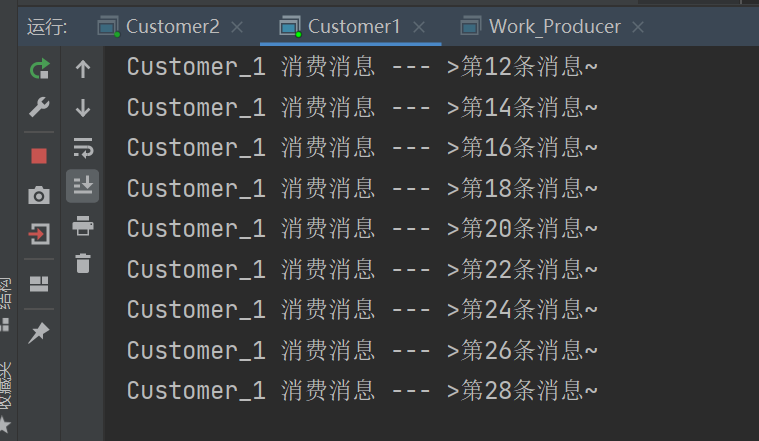 运行: Customer2 Customer1 Work_Producer
Customer_1 消费消息 --- >第12条消息~
Customer_1 消费消息 --- >第14条消息~
Customer_1 消费消息 --- >第16条消息~
Customer_1 消费消息 --- >第18条消息~
Customer_1 消费消息 --- >第20条消息~
Customer_1 消费消息 --- >第22条消息~
Customer_1 消费消息 --- >第24条消息~
Customer_1 消费消息 --- >第26条消息~
Customer_1 消费消息 --- >第28条消息~
结构
收藏夹